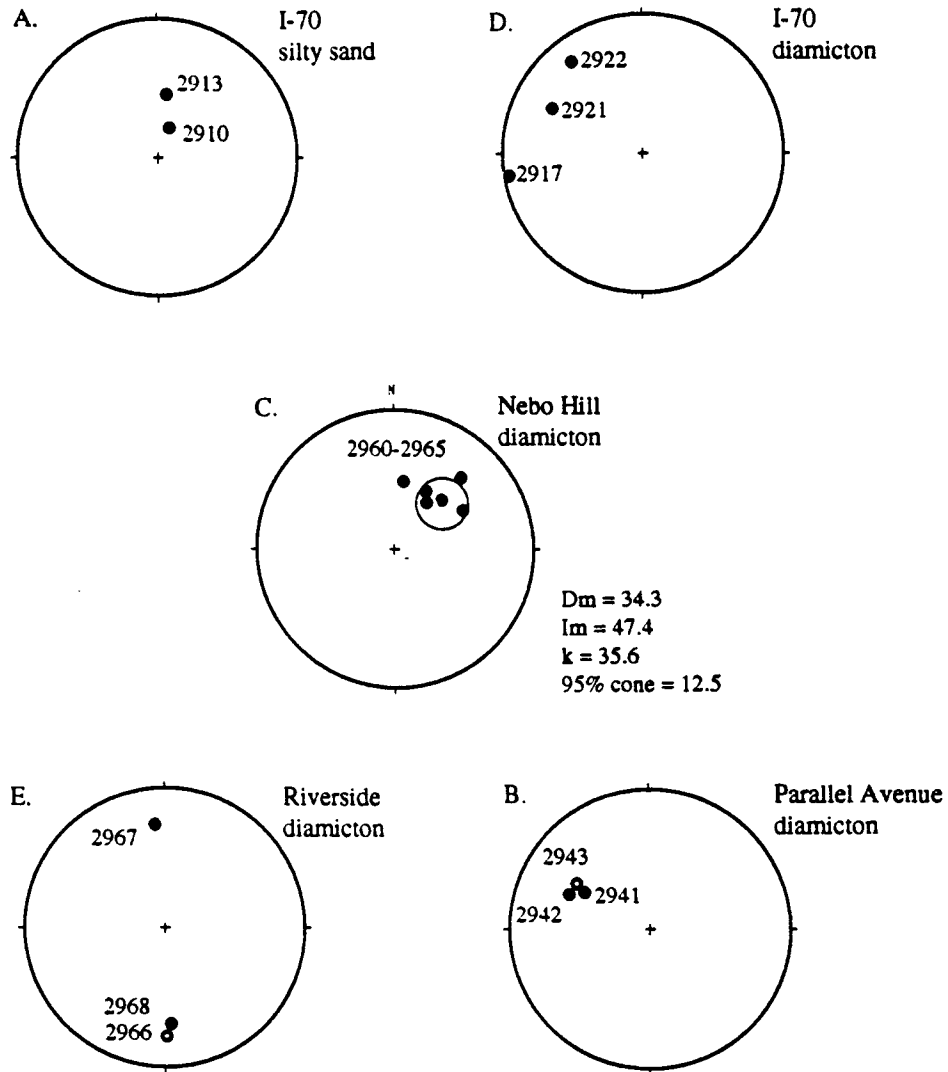 A.
I-70
silty sand
2913
2910
D.
I-70
diamicton
2922
2921
2917
C.
N
Nebo Hill
diamicton
2960-2965
Dm = 34.3
Im = 47.4
k = 35.6
95% cone = 12.5
E.
Riverside
diamicton
2967
2968
2966
B.
Parallel Avenue
diamicton
2943
2941
2942